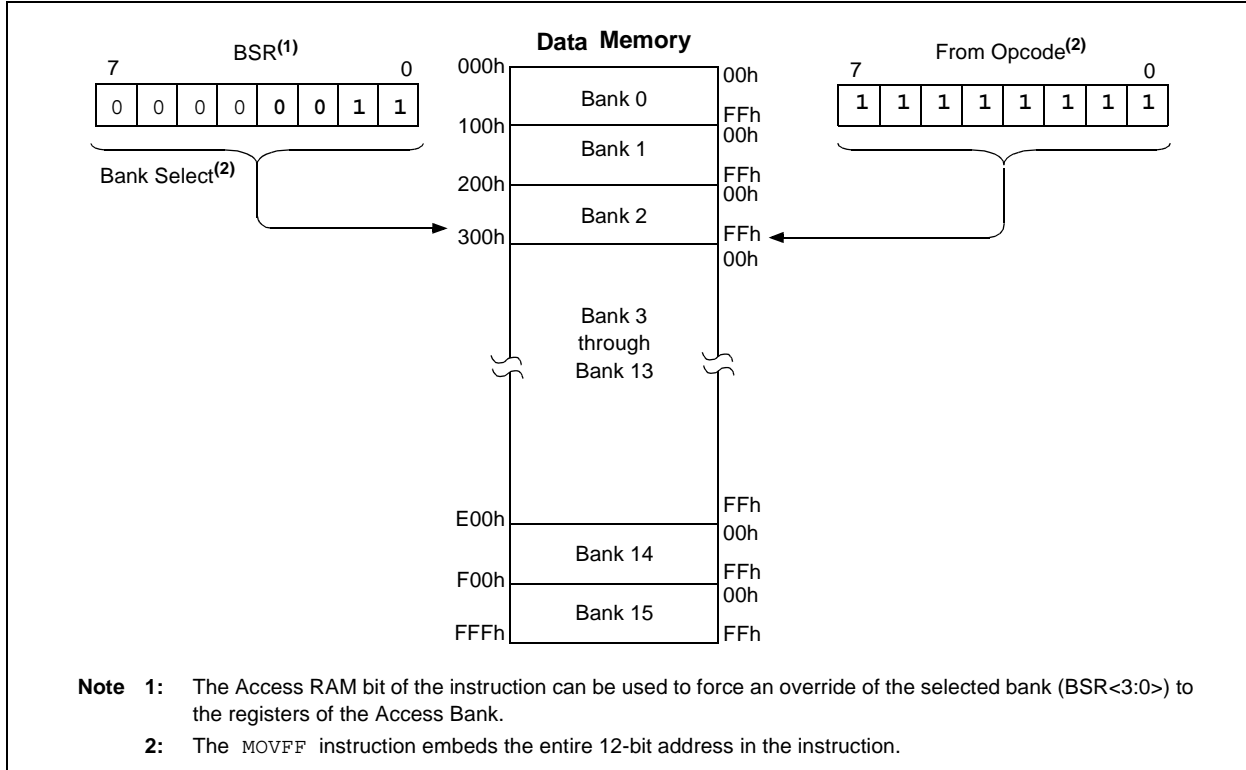 Data Memory
BSR(1)
7 0
0 0 0 0 0 0 1 1
Bank Select(2)
From Opcode(2)
7 0
1 1 1 1 1 1 1 1
000h
Bank 0
00h
FFh
100h
Bank 1
00h
FFh
200h
Bank 2
00h
FFh
300h
00h
Bank 3
through
Bank 13
FFh
E00h
Bank 14
00h
FFh
F00h
Bank 15
00h
FFFh
FFh
Note 1: The Access RAM bit of the instruction can be used to force an override of the selected bank (BSR<3:0>) to
the registers of the Access Bank.
2: The MOVFF instruction embeds the entire 12-bit address in the instruction.